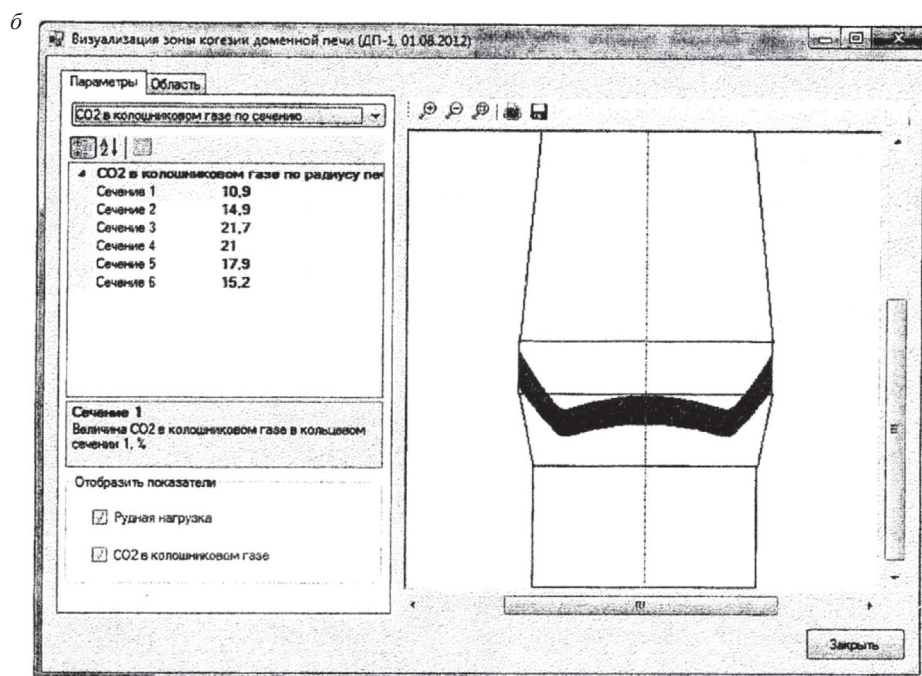 б
Визуализация зоны когезии доменной печи (ДП-1, 01.08.2012)
Параметры Область
CO2 в колошниковом газе по сечению
CO2 в колошниковом газе по радиусу печ
Сечение 1 10,9
Сечение 2 14,9
Сечение 3 21,7
Сечение 4 21
Сечение 5 17,9
Сечение 6 15,2
Сечение 1
Величина CO2 в колошниковом газе в кольцевом
сечении 1, %
Отобразить показатели
Рудная нагрузка
CO2 в колошниковом газе
Закрыть